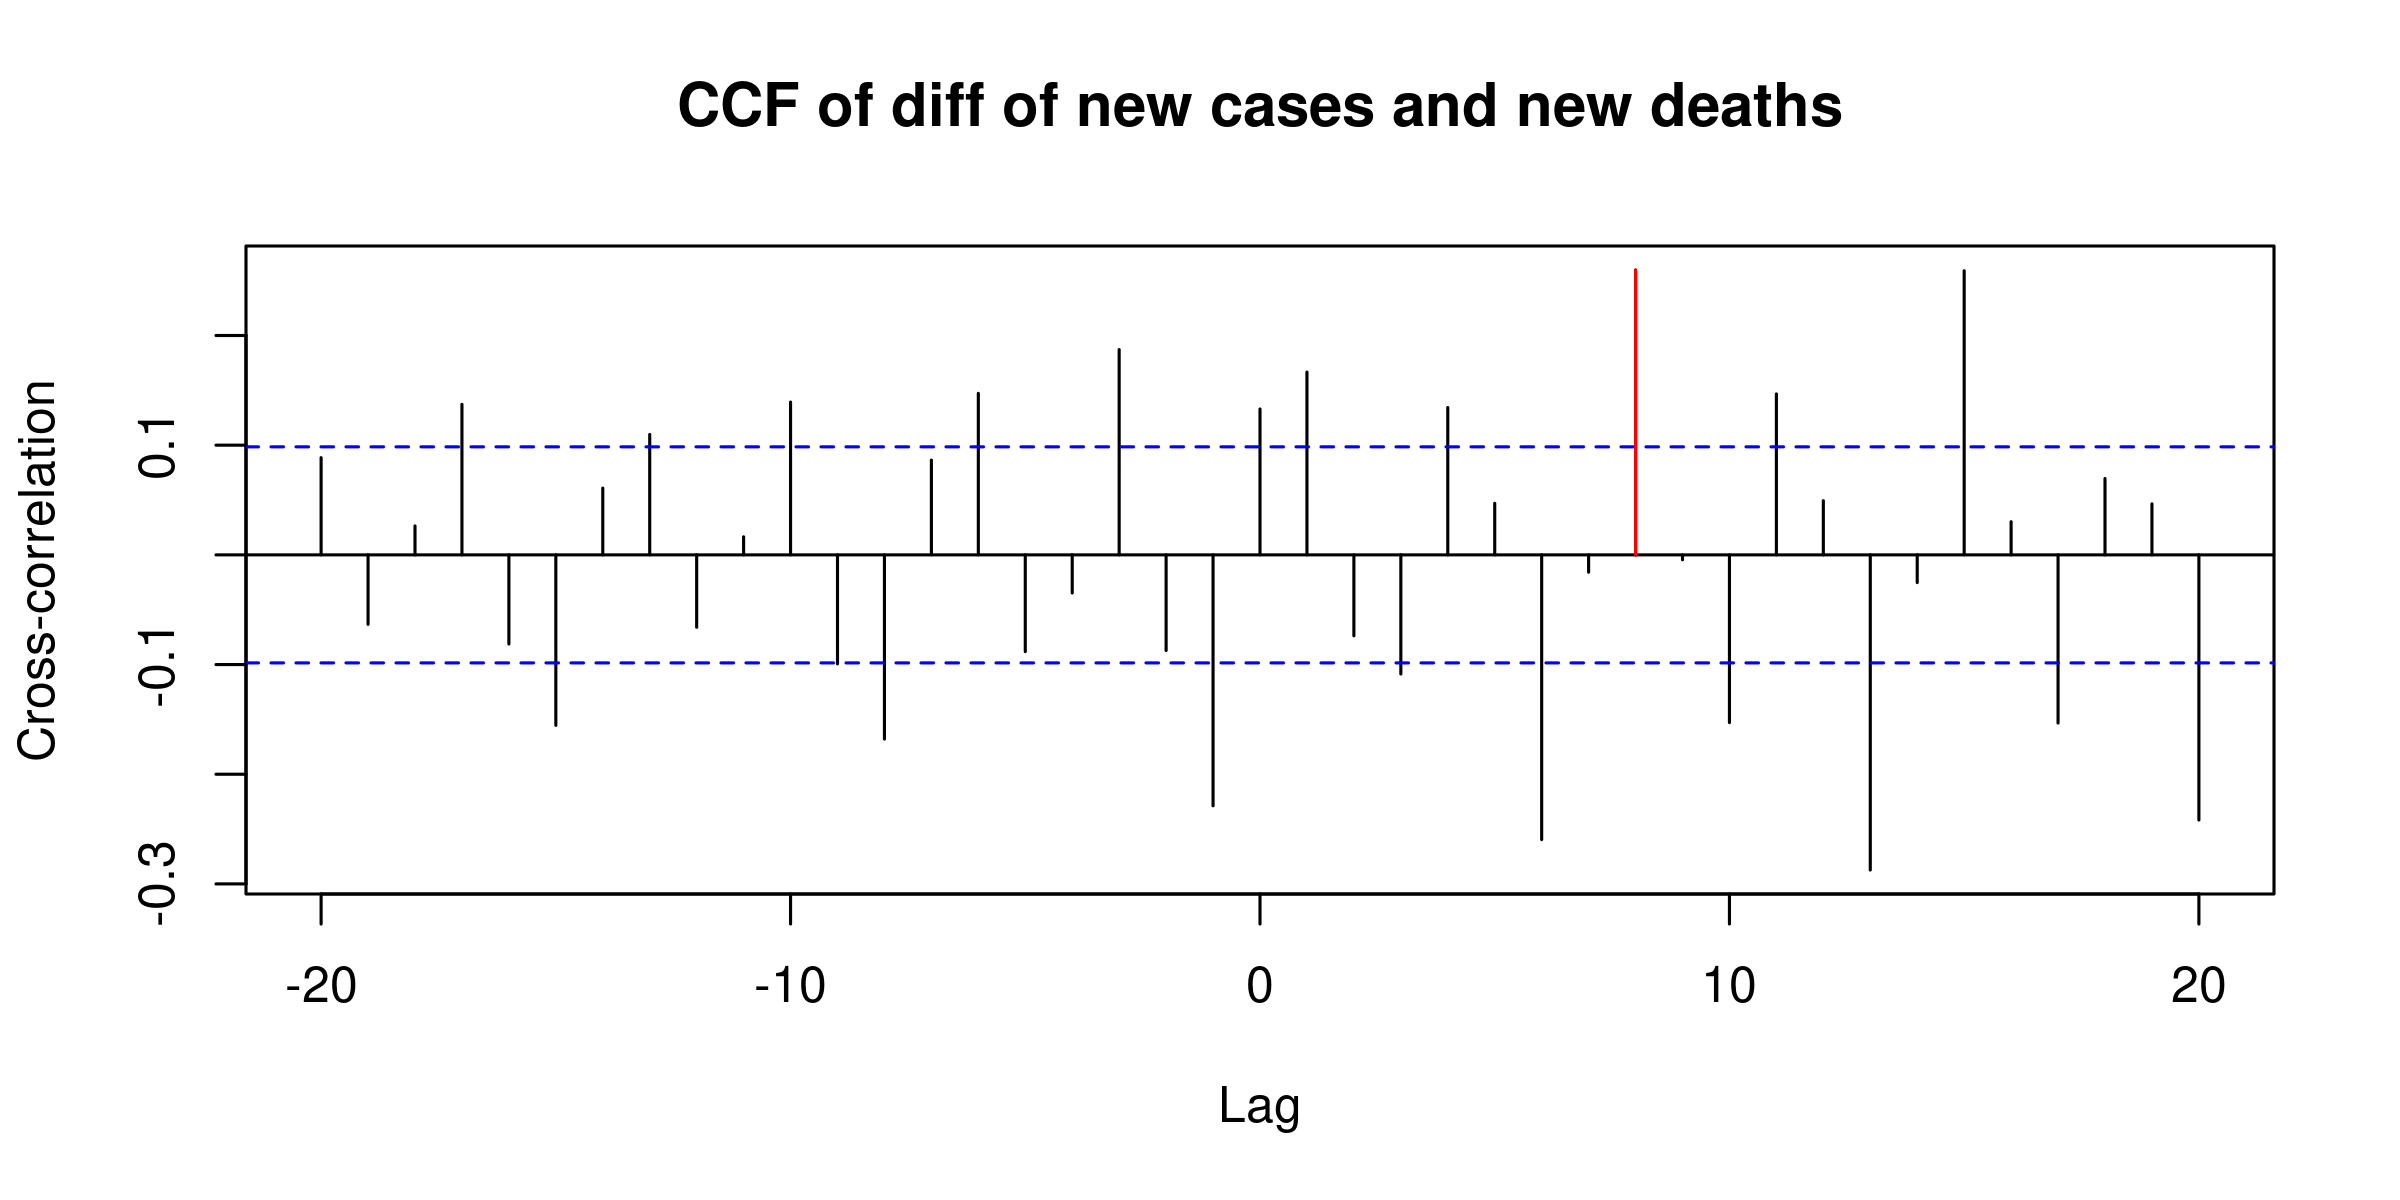 CCF of diff of new cases and new deaths
Cross-correlation
0.1
-0.1
-0.3
-20 -10 0 10 20
Lag